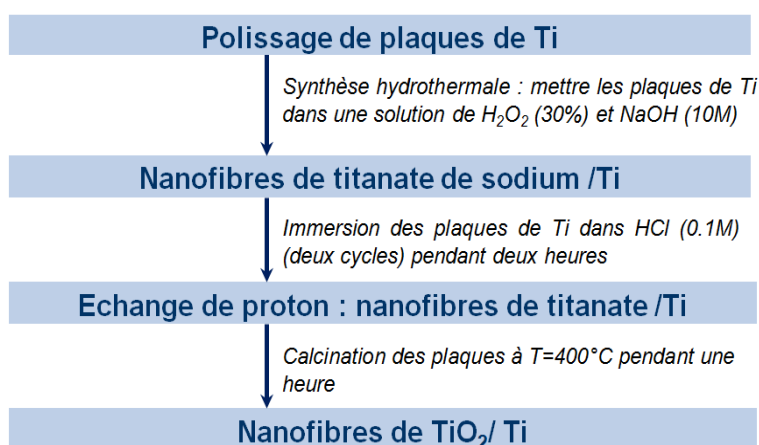 Polissage de plaques de Ti
Synthèse hydrothermale : mettre les plaques de Ti
dans une solution de H₂O₂ (30%) et NaOH (10M)
Nanofibres de titanate de sodium /Ti
Immersion des plaques de Ti dans HCl (0.1M)
(deux cycles) pendant deux heures
Echange de proton : nanofibres de titanate /Ti
Calcination des plaques à T=400°C pendant une
heure
Nanofibres de TiO₂/ Ti